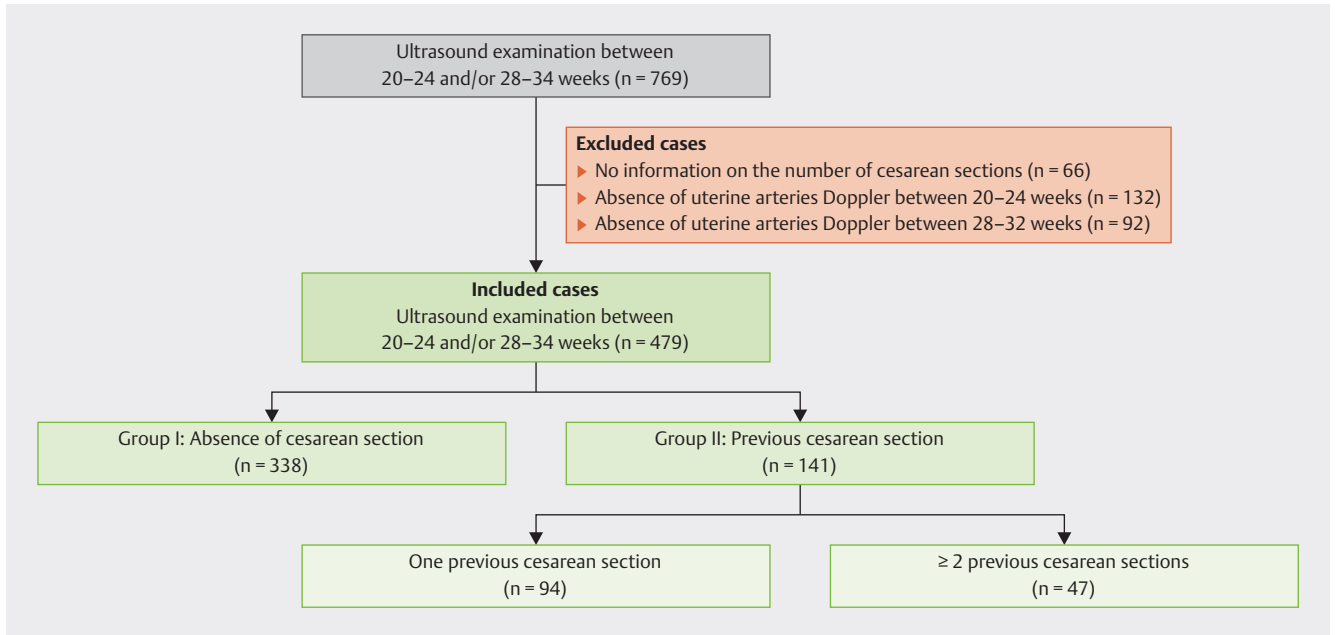 Ultrasound examination between
20–24 and/or 28–34 weeks (n = 769)
Excluded cases
▶ No information on the number of cesarean sections (n = 66)
▶ Absence of uterine arteries Doppler between 20–24 weeks (n = 132)
▶ Absence of uterine arteries Doppler between 28–32 weeks (n = 92)
Included cases
Ultrasound examination between
20–24 and/or 28–34 weeks (n = 479)
Group I: Absence of cesarean section
(n = 338)
Group II: Previous cesarean section
(n = 141)
One previous cesarean section
(n = 94)
≥ 2 previous cesarean sections
(n = 47)